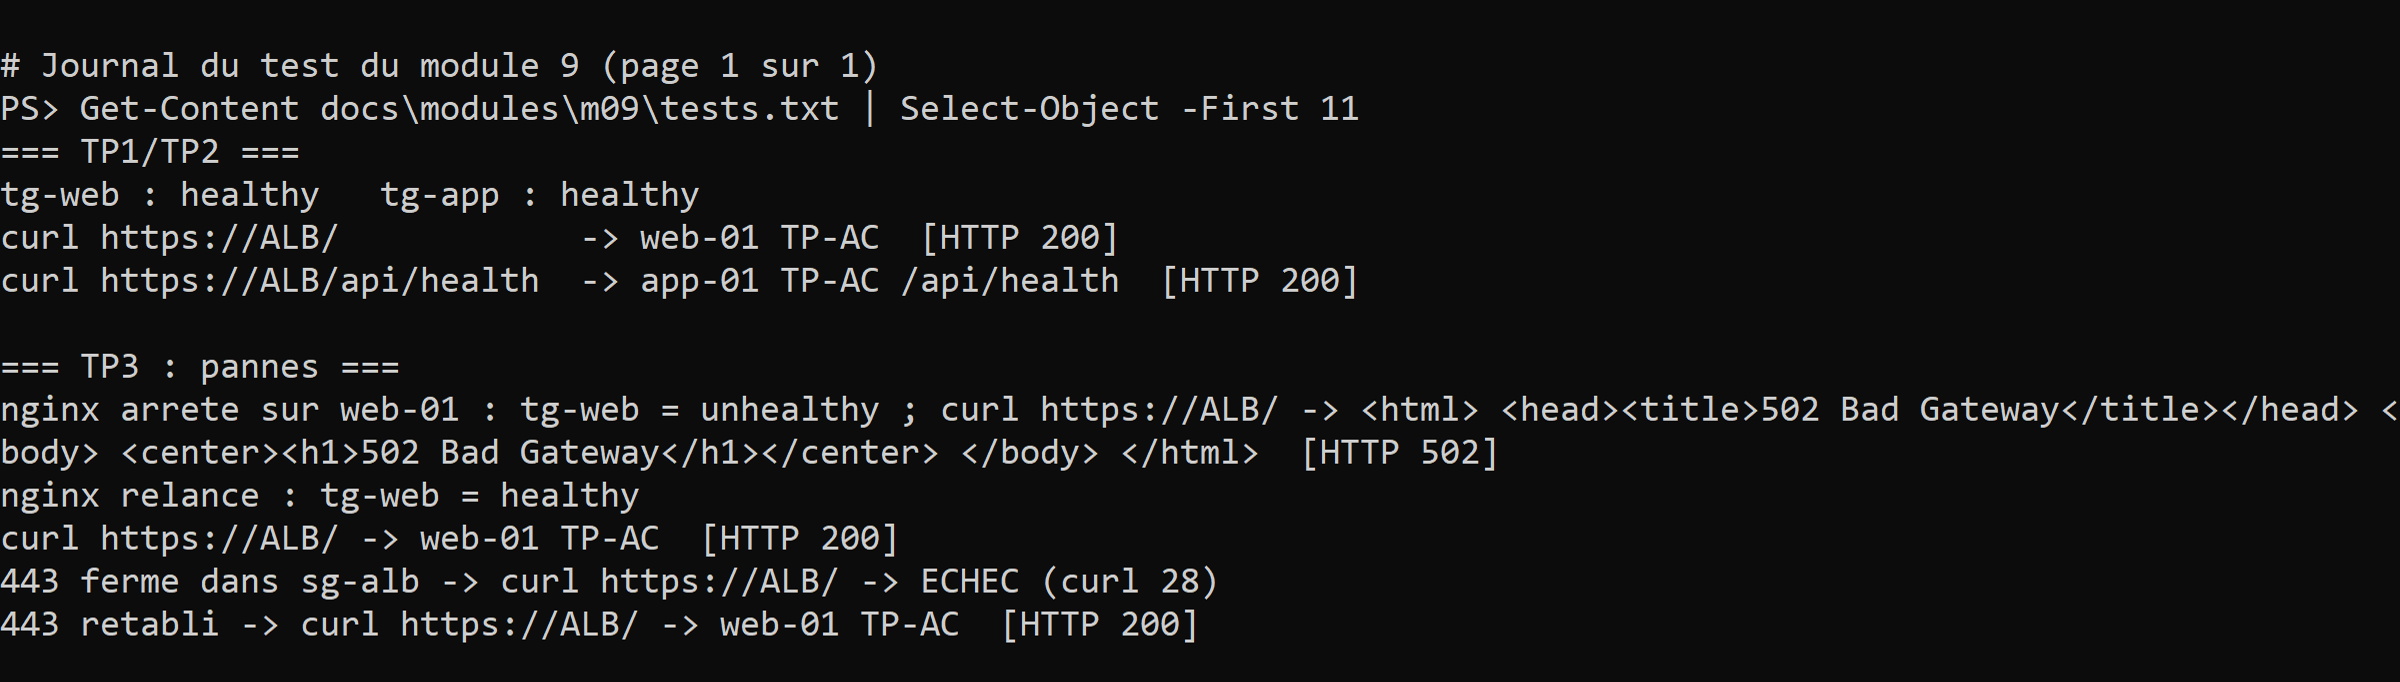 # Journal du test du module 9 (page 1 sur 1)
PS> Get-Content docs\modules\m09\tests.txt | Select-Object -First 11
=== TP1/TP2 ===
tg-web : healthy   tg-app : healthy
curl https://ALB/            -> web-01 TP-AC  [HTTP 200]
curl https://ALB/api/health  -> app-01 TP-AC /api/health  [HTTP 200]

=== TP3 : pannes ===
nginx arrete sur web-01 : tg-web = unhealthy ; curl https://ALB/ -> <html> <head><title>502 Bad Gateway</title></head> <
body> <center><h1>502 Bad Gateway</h1></center> </body> </html>  [HTTP 502]
nginx relance : tg-web = healthy
curl https://ALB/ -> web-01 TP-AC  [HTTP 200]
443 ferme dans sg-alb -> curl https://ALB/ -> ECHEC (curl 28)
443 retabli -> curl https://ALB/ -> web-01 TP-AC  [HTTP 200]